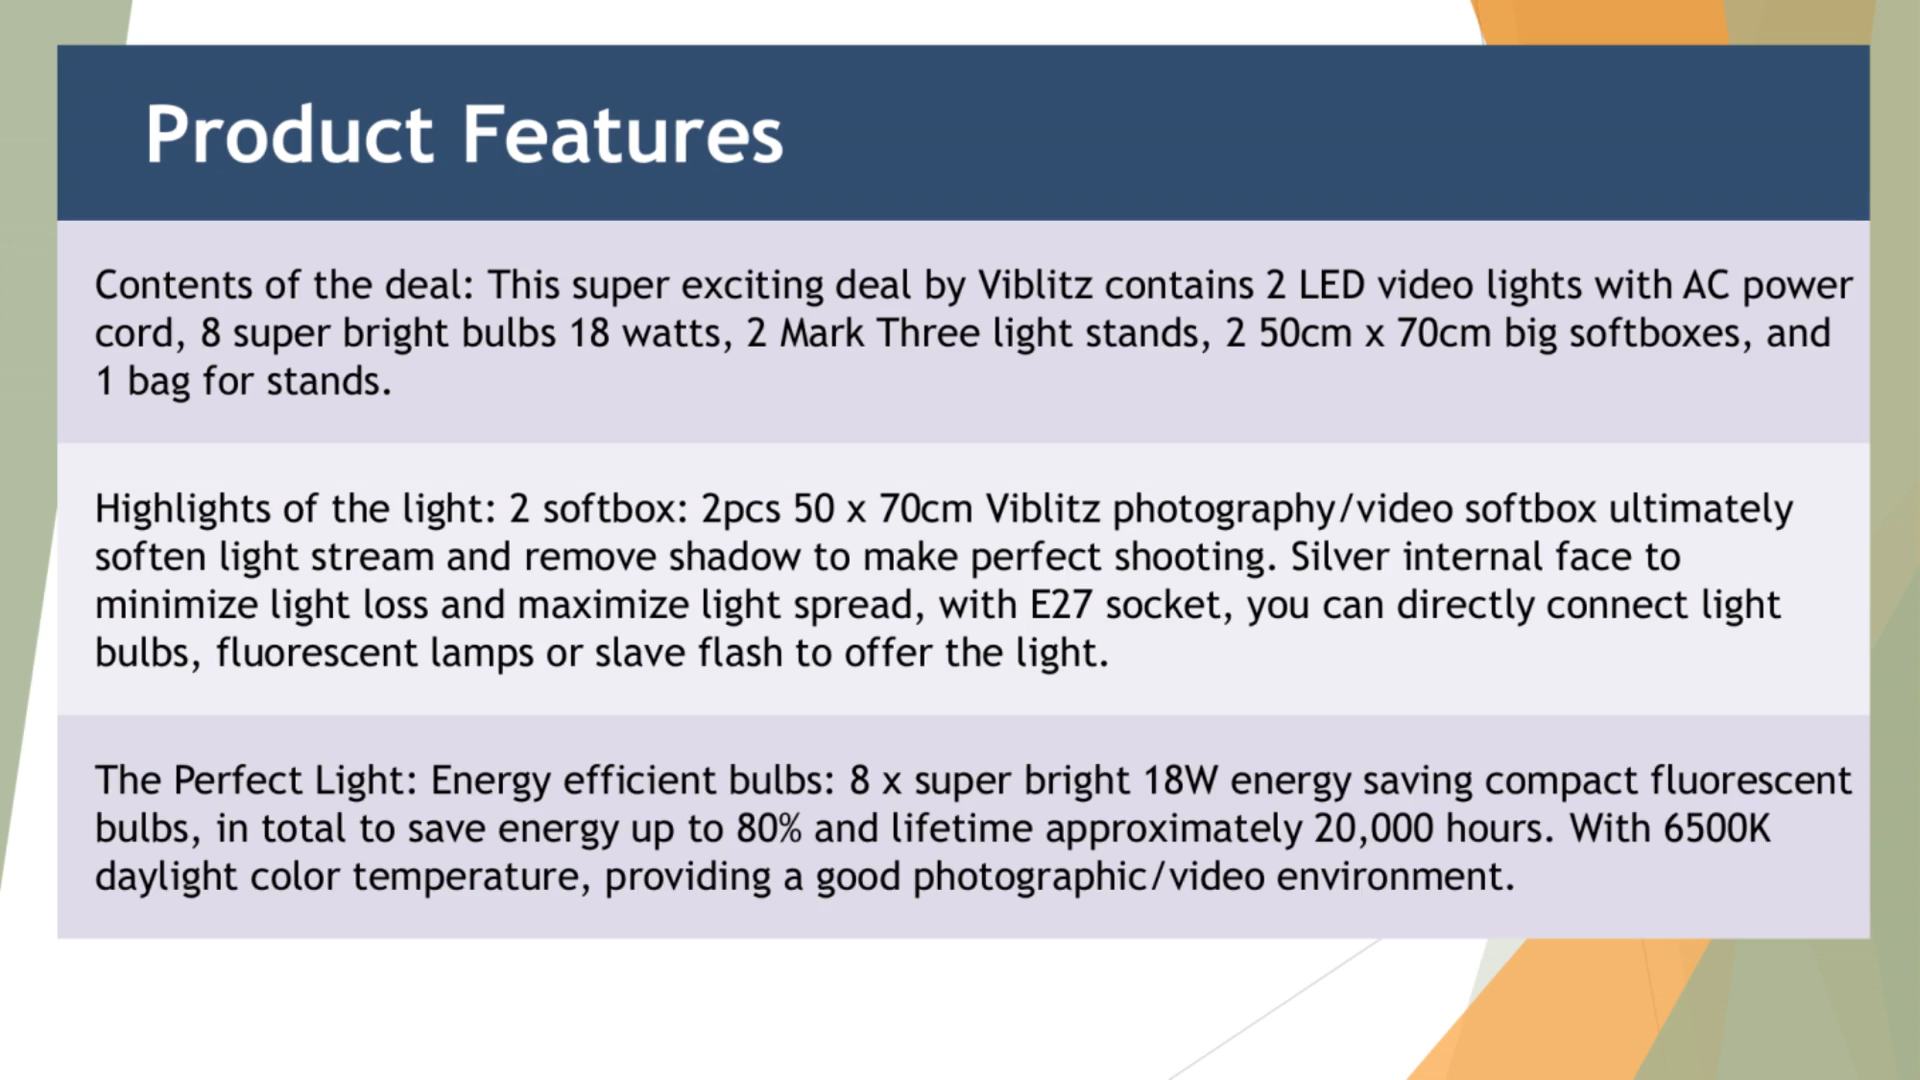 Product Features
Contents of the deal: This super exciting deal by Viblitz contains 2 LED video lights with AC power
cord, 8 super bright bulbs 18 watts, 2 Mark Three light stands, 2 50cm x 70cm big softboxes, and
1 bag for stands.
Highlights of the light: 2 softbox: 2pcs 50 x 70cm Viblitz photography/video softbox ultimately
soften light stream and remove shadow to make perfect shooting. Silver internal face to
minimize light loss and maximize light spread, with E27 socket, you can directly connect light
bulbs, fluorescent lamps or slave flash to offer the light.
The Perfect Light: Energy efficient bulbs: 8 x super bright 18W energy saving compact fluorescent
bulbs, in total to save energy up to 80% and lifetime approximately 20,000 hours. With 6500K
daylight color temperature, providing a good photographic/video environment.